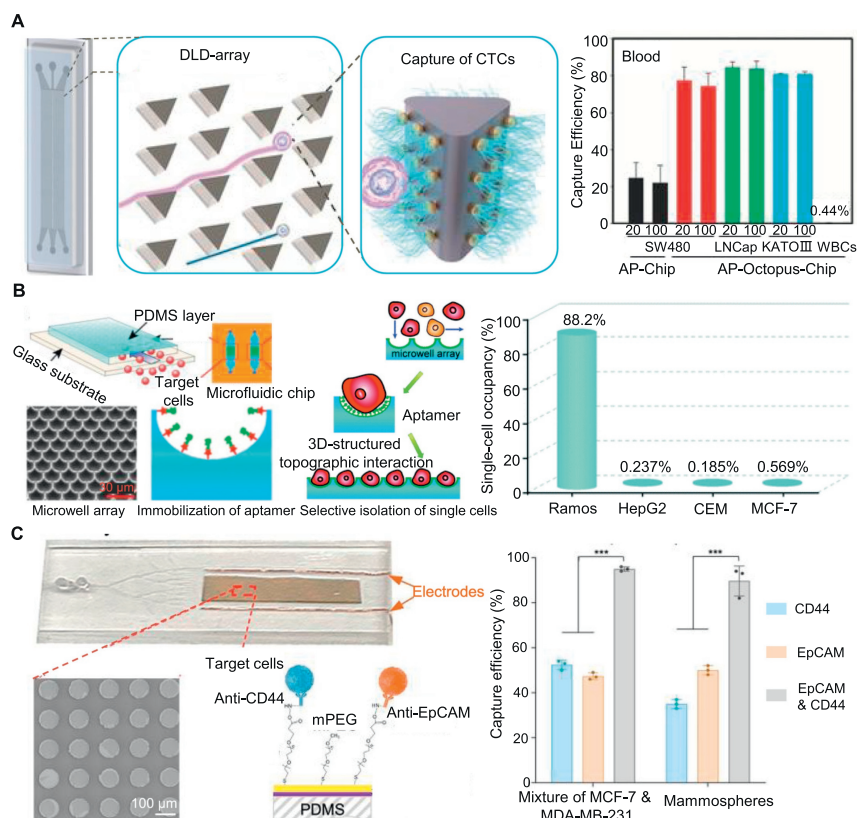 A
DLD-array
Capture of CTCs
Capture Efficiency (%)
100
80
60
40
20
0
Blood
0.44%
20 100 20 100 20 100 20 100
SW480 LNCap KATOⅢ WBCs
AP-Chip AP-Octopus-Chip
B
PDMS layer
Glass substrate
Target cells
Microfluidic chip
microwell array
Aptamer
3D-structured
topographic interaction
10 μm
Microwell array
Immobilization of aptamer
Selective isolation of single cells
Single-cell occupancy (%)
100
80
60
40
20
0
88.2%
0.237%
0.185%
0.569%
Ramos
HepG2
CEM
MCF-7
C
Electrodes
Target cells
Anti-CD44
mPEG
Anti-EpCAM
PDMS
100 μm
Capture efficiency (%)
100
80
60
40
20
0
***
***
CD44
EpCAM
EpCAM
& CD44
Mixture of MCF-7 &
MDA-MB-231
Mammospheres